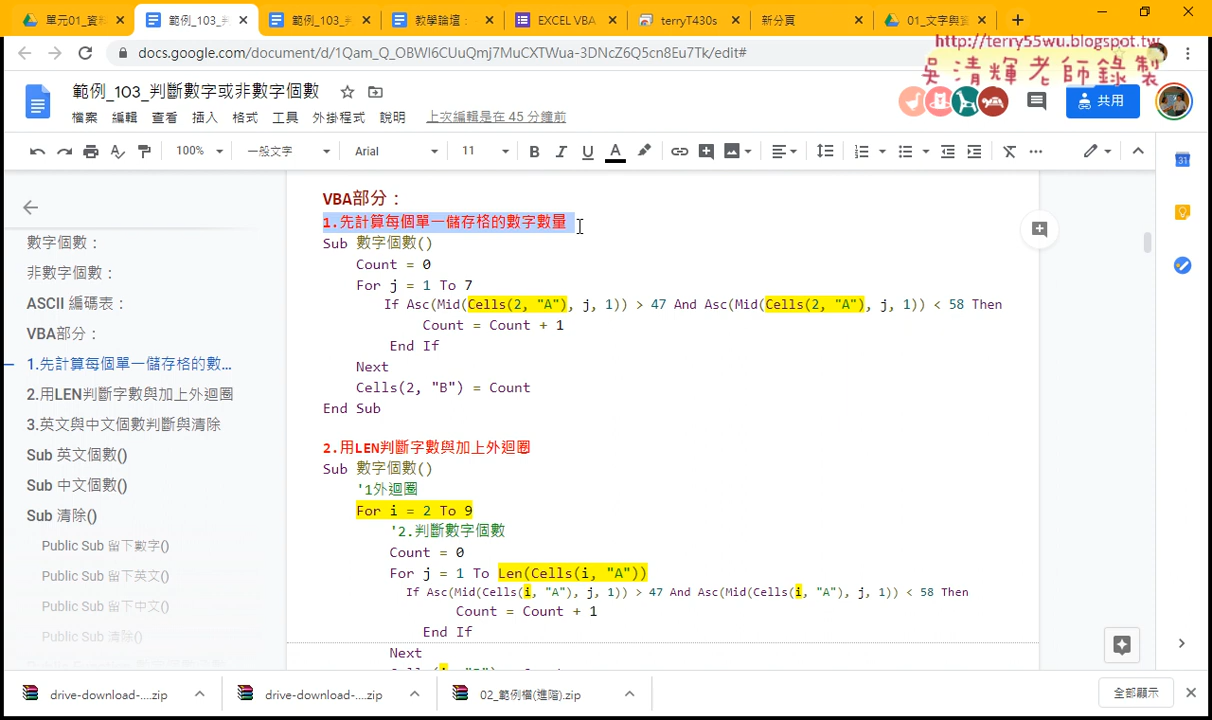 單元01_資料
範例_103_判
範例_103_判
教學論壇：
EXCEL VBA
terryT430s
新分頁
01_文字與資
docs.google.com/document/d/1Qam_Q_OBWl6CUuQmj7MuCXTWua-3DNcZ6Q5cn8Eu7Tk/edit#
http://terry55wu.blogspot.tw
吳清輝老師錄製
範例_103_判斷數字或非數字個數
檔案 編輯 查看 插入 格式 工具 外掛程式 說明 上次編輯是在 45 分鐘前
共用
100% 一般文字 Arial 11 B I U A
31
數字個數：
非數字個數：
ASCII 編碼表：
VBA部分：
1.先計算每個單一儲存格的數...
2.用LEN判斷字數與加上外迴圈
3.英文與中文個數判斷與清除
Sub 英文個數()
Sub 中文個數()
Sub 清除()
Public Sub 留下數字()
Public Sub 留下英文()
Public Sub 留下中文()
Public Sub 清除()
VBA部分：
1.先計算每個單一儲存格的數字數量
Sub 數字個數()
Count = 0
For j = 1 To 7
If Asc(Mid(Cells(2, "A"), j, 1)) > 47 And Asc(Mid(Cells(2, "A"), j, 1)) < 58 Then
Count = Count + 1
End If
Next
Cells(2, "B") = Count
End Sub
2.用LEN判斷字數與加上外迴圈
Sub 數字個數()
'1外迴圈
For i = 2 To 9
'2.判斷數字個數
Count = 0
For j = 1 To Len(Cells(i, "A"))
If Asc(Mid(Cells(i, "A"), j, 1)) > 47 And Asc(Mid(Cells(i, "A"), j, 1)) < 58 Then
Count = Count + 1
End If
Next
drive-download-....zip
drive-download-....zip
02_範例檔(進階).zip
全部顯示